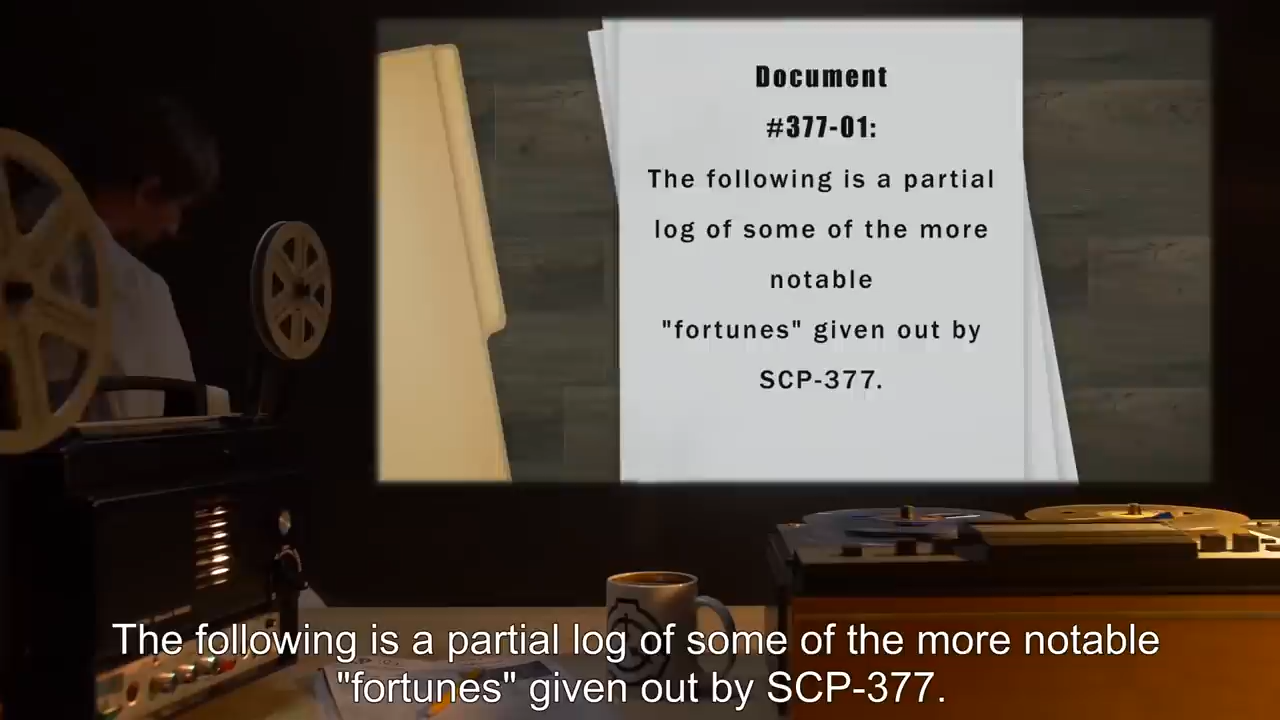 Document
#377-01:
The following is a partial
log of some of the more
notable
"fortunes" given out by
SCP-377.
The following is a partial log of some of the more notable
"fortunes" given out by SCP-377.